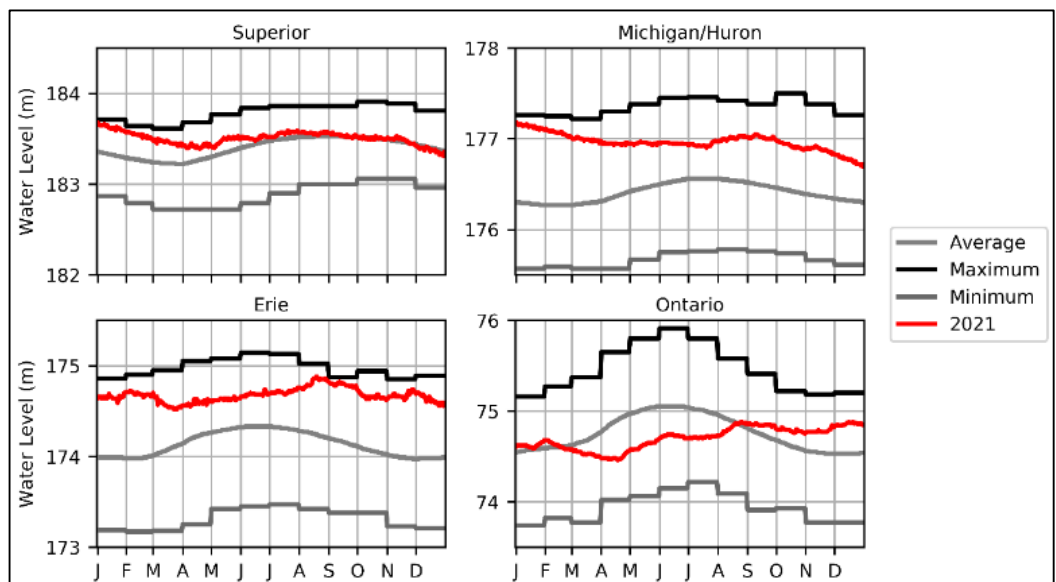 Superior
Michigan/Huron
Water Level (m)
184
183
182
178
177
176
Erie
Ontario
Water Level (m)
175
174
173
J F M A M J J A S O N D
76
75
74
J F M A M J J A S O N D
Average
Maximum
Minimum
2021